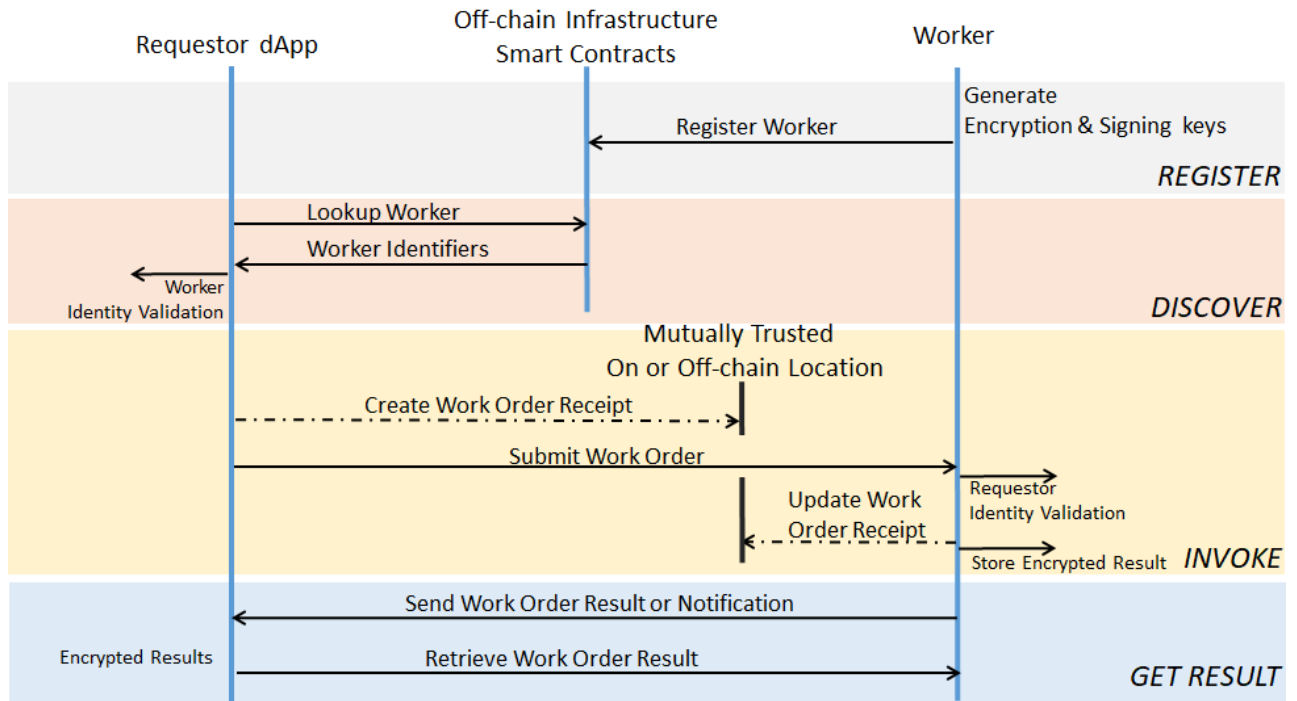 Requestor dApp
Off-chain Infrastructure
Smart Contracts
Worker
Generate
Encryption & Signing keys
Register Worker
REGISTER
Lookup Worker
Worker Identifiers
Worker
Identity Validation
DISCOVER
Mutually Trusted
On or Off-chain Location
Create Work Order Receipt
Submit Work Order
Requestor
Identity Validation
Update Work
Order Receipt
Store Encrypted Result
INVOKE
Send Work Order Result or Notification
Encrypted Results
Retrieve Work Order Result
GET RESULT